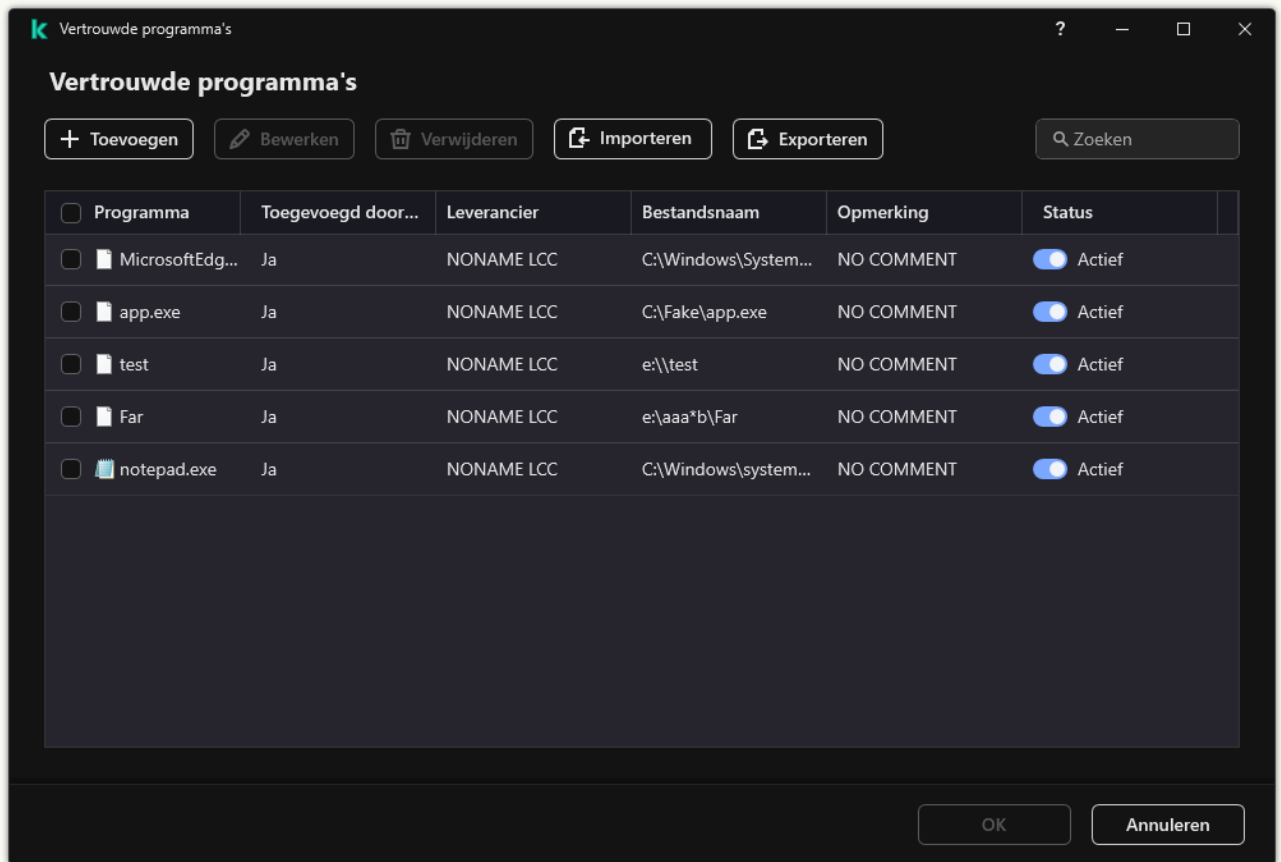 Vertrouwde programma's ?
Vertrouwde programma's
Toevoegen Bewerken Verwijderen Importeren Exporteren Zoeken
Programma Toegevoegd door... Leverancier Bestandsnaam Opmerking Status
MicrosoftEdg... Ja NONAME LCC C:\Windows\System... NO COMMENT Actief
app.exe Ja NONAME LCC C:\Fake\app.exe NO COMMENT Actief
test Ja NONAME LCC e:\\test NO COMMENT Actief
Far Ja NONAME LCC e:\aaa*b\Far NO COMMENT Actief
notepad.exe Ja NONAME LCC C:\Windows\system... NO COMMENT Actief
OK Annuleren